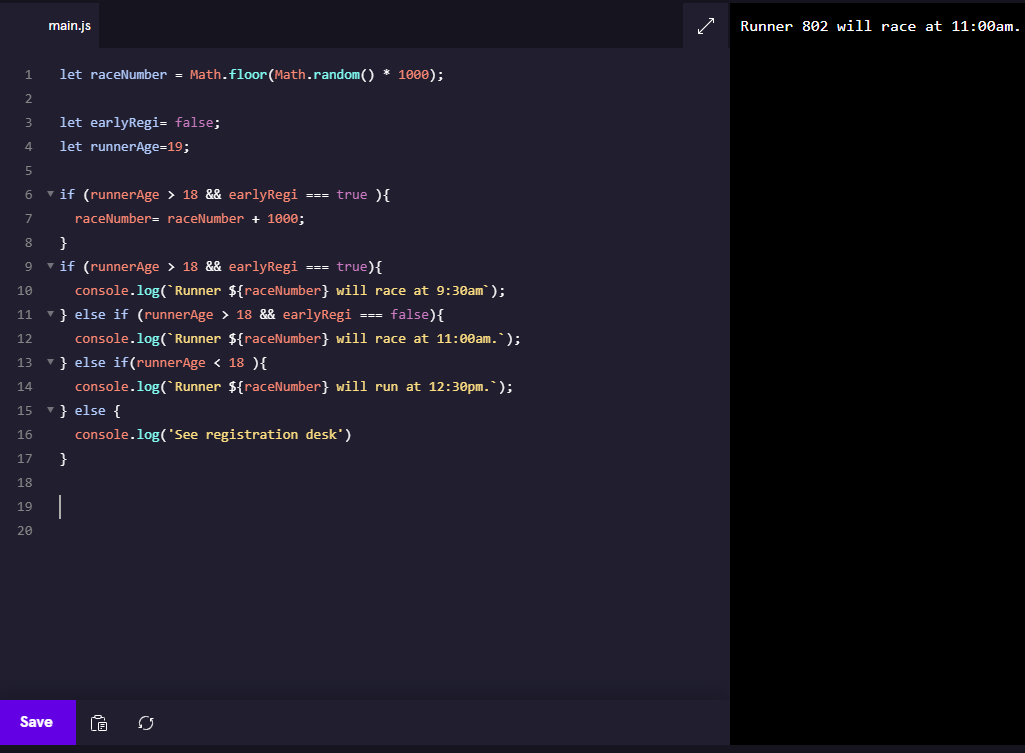 main.js
Runner 802 will race at 11:00am.
1 let raceNumber = Math.floor(Math.random() * 1000);
2
3 let earlyRegi= false;
4 let runnerAge=19;
5
6 if (runnerAge > 18 && earlyRegi === true ){
7 raceNumber= raceNumber + 1000;
8 }
9 if (runnerAge > 18 && earlyRegi === true){
10 console.log(`Runner ${raceNumber} will race at 9:30am`);
11 } else if (runnerAge > 18 && earlyRegi === false){
12 console.log(`Runner ${raceNumber} will race at 11:00am.`);
13 } else if(runnerAge < 18 ){
14 console.log(`Runner ${raceNumber} will run at 12:30pm.`);
15 } else {
16 console.log('See registration desk')
17 }
18
19
20
Save